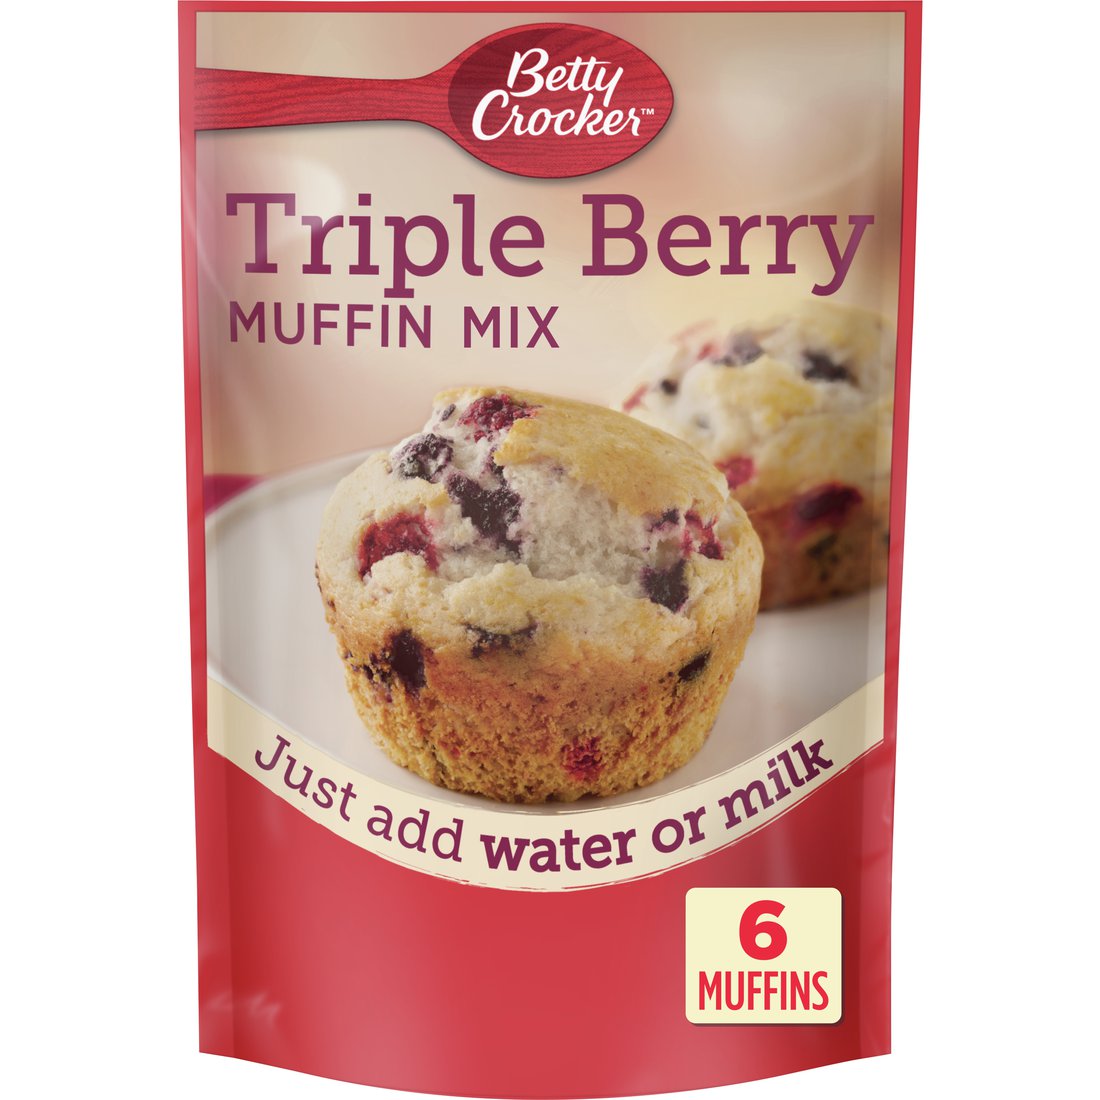 Betty
Crocker™
Triple Berry
MUFFIN MIX
Just add water or milk
6
MUFFINS